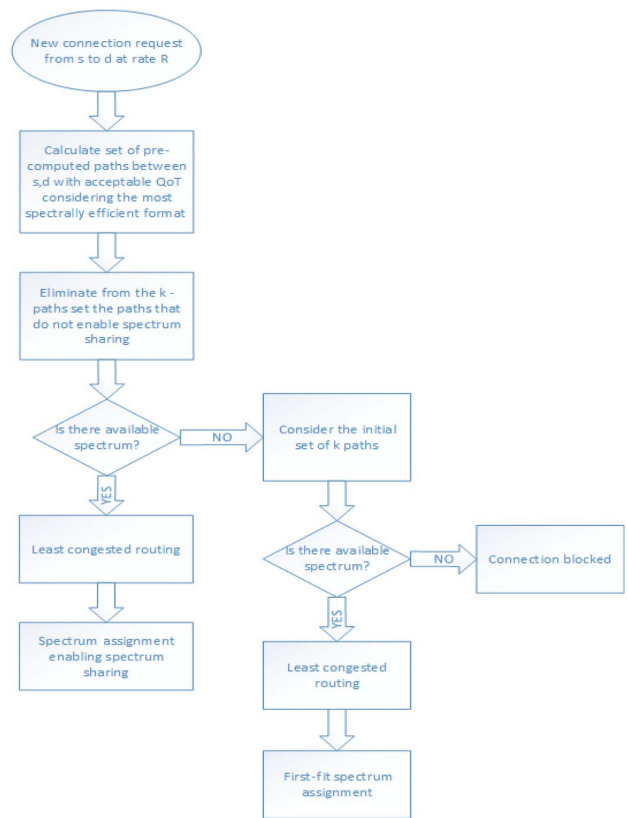 New connection request
from s to d at rate R
Calculate set of pre-
computed paths between
s,d with acceptable QoT
considering the most
spectrally efficient format
Eliminate from the k -
paths set the paths that
do not enable spectrum
sharing
Is there available
spectrum?
NO
Consider the initial
set of k paths
YES
Least congested routing
Is there available
spectrum?
NO
Connection blocked
Spectrum assignment
enabling spectrum
sharing
YES
Least congested
routing
First-fit spectrum
assignment